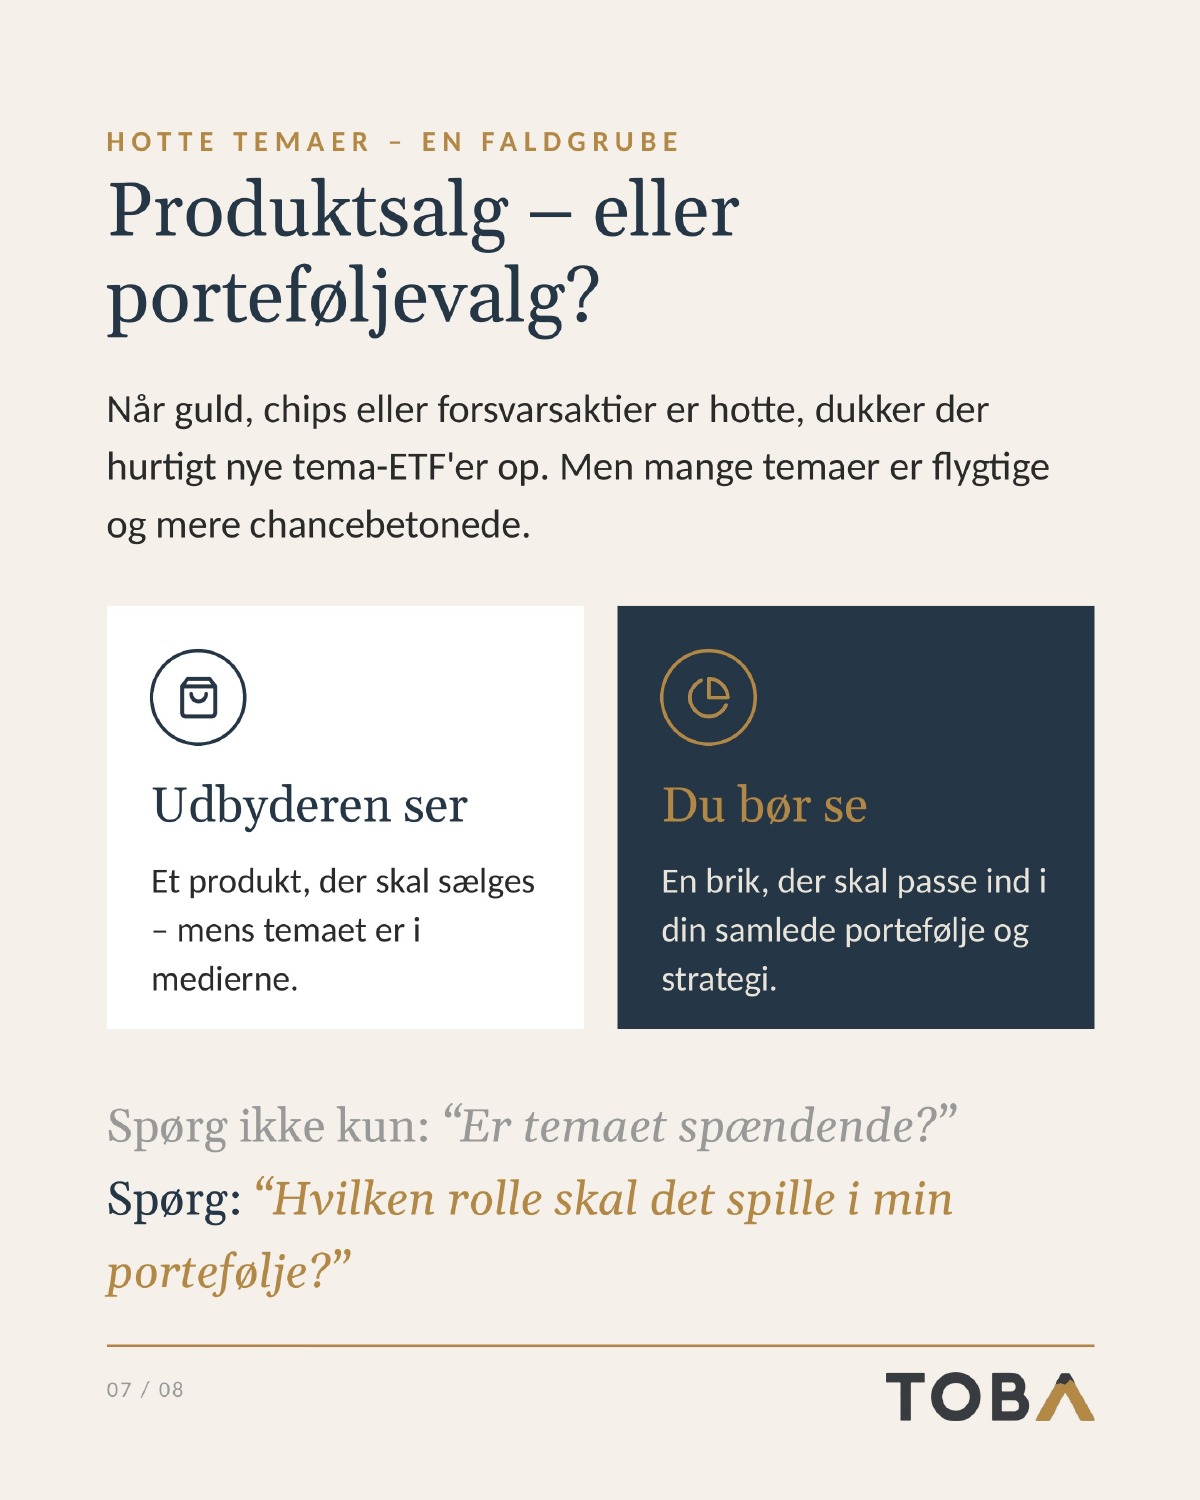 HOTTE TEMAER – EN FALDGRUBE
Produktsalg – eller
porteføljevalg?
Når guld, chips eller forsvarsaktier er hotte, dukker der
hurtigt nye tema-ETF'er op. Men mange temaer er flygtige
og mere chancebetonede.
Udbyderen ser
Et produkt, der skal sælges
– mens temaet er i
medierne.
Du bør se
En brik, der skal passe ind i
din samlede portefølje og
strategi.
Spørg ikke kun: “Er temaet spændende?”
Spørg: “Hvilken rolle skal det spille i min
portefølje?”
07 / 08
TOBA